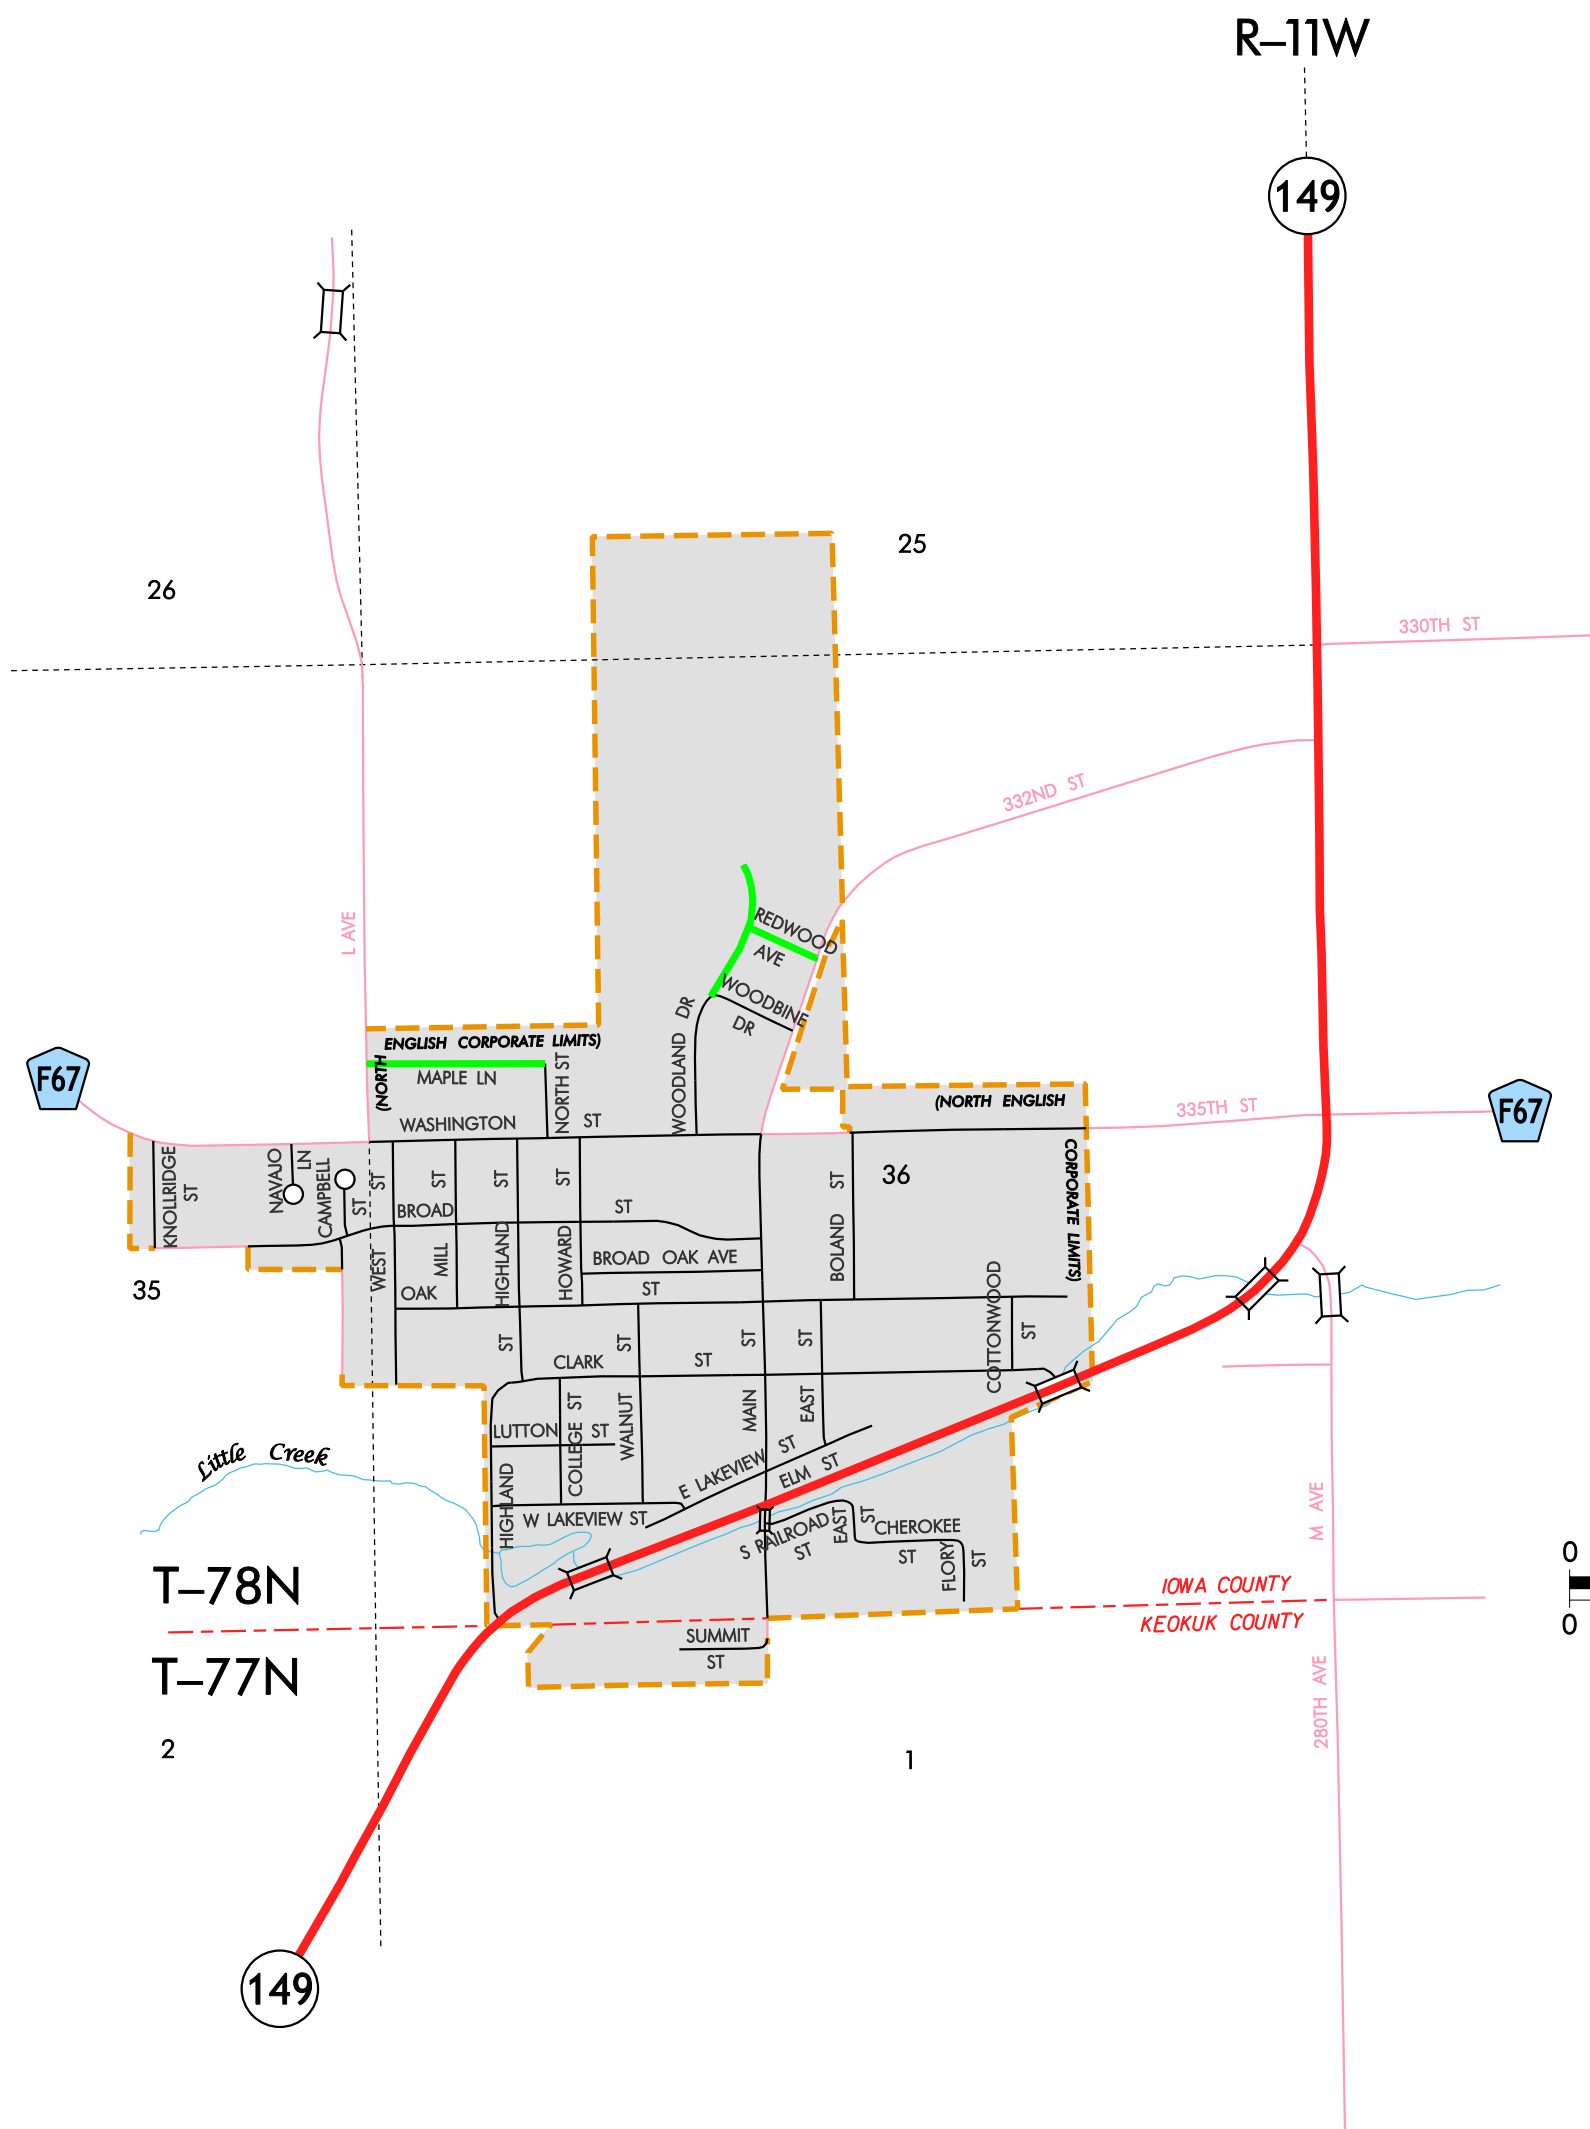 R–11W
149
25
26
330TH ST
332ND ST
L AVE
REDWOOD
AVE
WOODBINE
DR
WOODLAND DR
ENGLISH CORPORATE LIMITS)
(NORTH
MAPLE LN
NORTH ST
F67
WASHINGTON ST
(NORTH ENGLISH
CORPORATE LIMITS)
335TH ST
F67
KNOLLRIDGE
ST
NAVAJO
LN
CAMPBELL
ST
WEST ST
MILL ST
HIGHLAND ST
HOWARD ST
BROAD ST
BROAD OAK AVE
OAK ST
BOLAND ST
36
35
COTTONWOOD
ST
ST
CLARK ST
WALNUT ST
MAIN ST
EAST ST
LUTTON ST
COLLEGE ST
HIGHLAND
E LAKEVIEW ST
ELM ST
W LAKEVIEW ST
S RAILROAD
ST
EAST ST
CHEROKEE
ST
FLORY ST
Little Creek
M AVE
T–78N
IOWA COUNTY
KEOKUK COUNTY
T–77N
SUMMIT
ST
280TH AVE
0
0
2
1
149